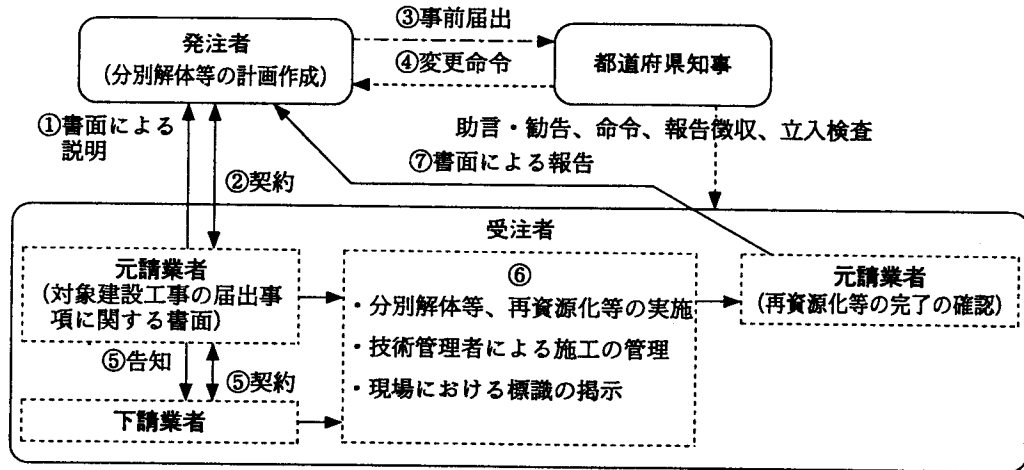 ③事前届出
発注者
(分別解体等の計画作成)
④変更命令
都道府県知事
①書面による
説明
助言・勧告、命令、報告徴収、立入検査
⑦書面による報告
②契約
受注者
元請業者
(対象建設工事の届出事
項に関する書面)
⑥
・分別解体等、再資源化等の実施
・技術管理者による施工の管理
・現場における標識の掲示
元請業者
(再資源化等の完了の確認)
⑤告知
⑤契約
下請業者